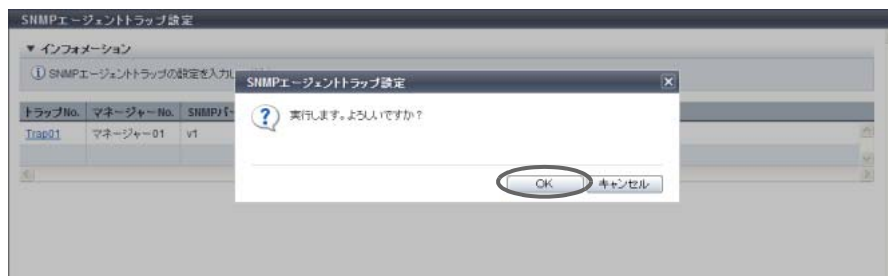 SNMPエージェントトラップ設定
▼ インフォメーション
SNMPエージェントトラップの設定を入力し
SNMPエージェントトラップ設定
実行します。よろしいですか?
OK キャンセル
トラップNo. マネージャーNo. SNMPバー
Trap01 マネージャー01 v1